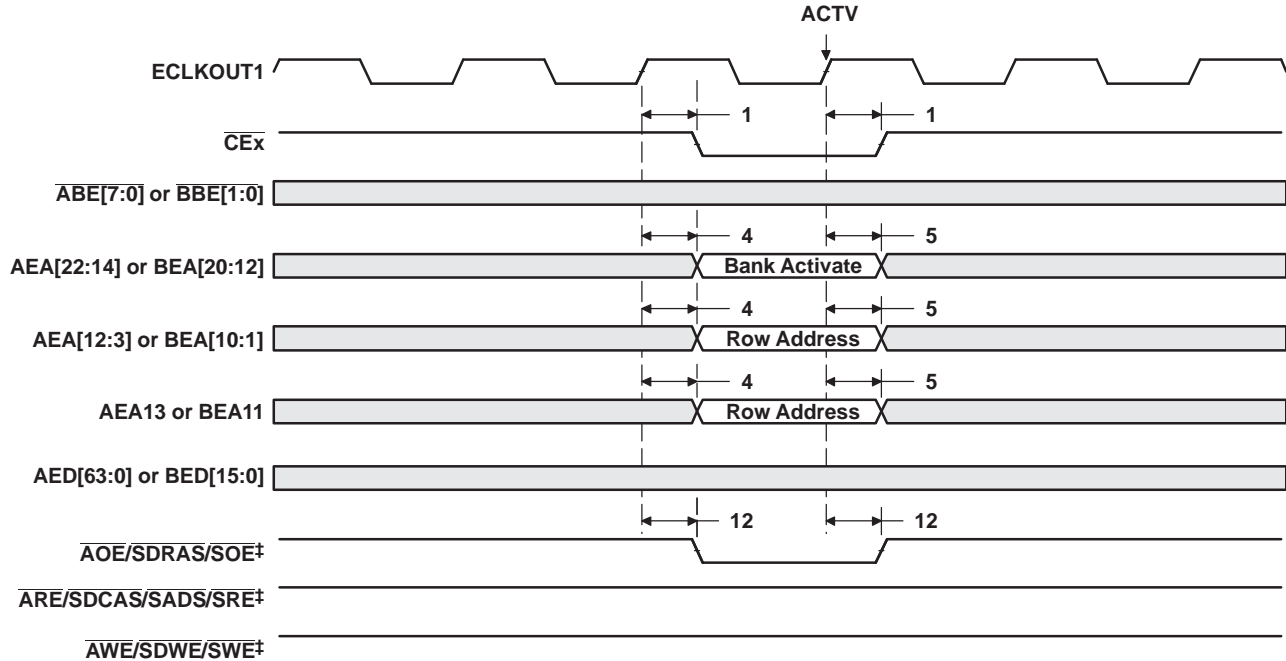 ACTV
ECLKOUT1
1 1
CEx
ABE[7:0] or BBE[1:0]
4 5
AEA[22:14] or BEA[20:12] Bank Activate
4 5
AEA[12:3] or BEA[10:1] Row Address
4 5
AEA13 or BEA11 Row Address
AED[63:0] or BED[15:0]
12 12
AOE/SDRAS/SOE‡
ARE/SDCAS/SADS/SRE‡
AWE/SDWE/SWE‡